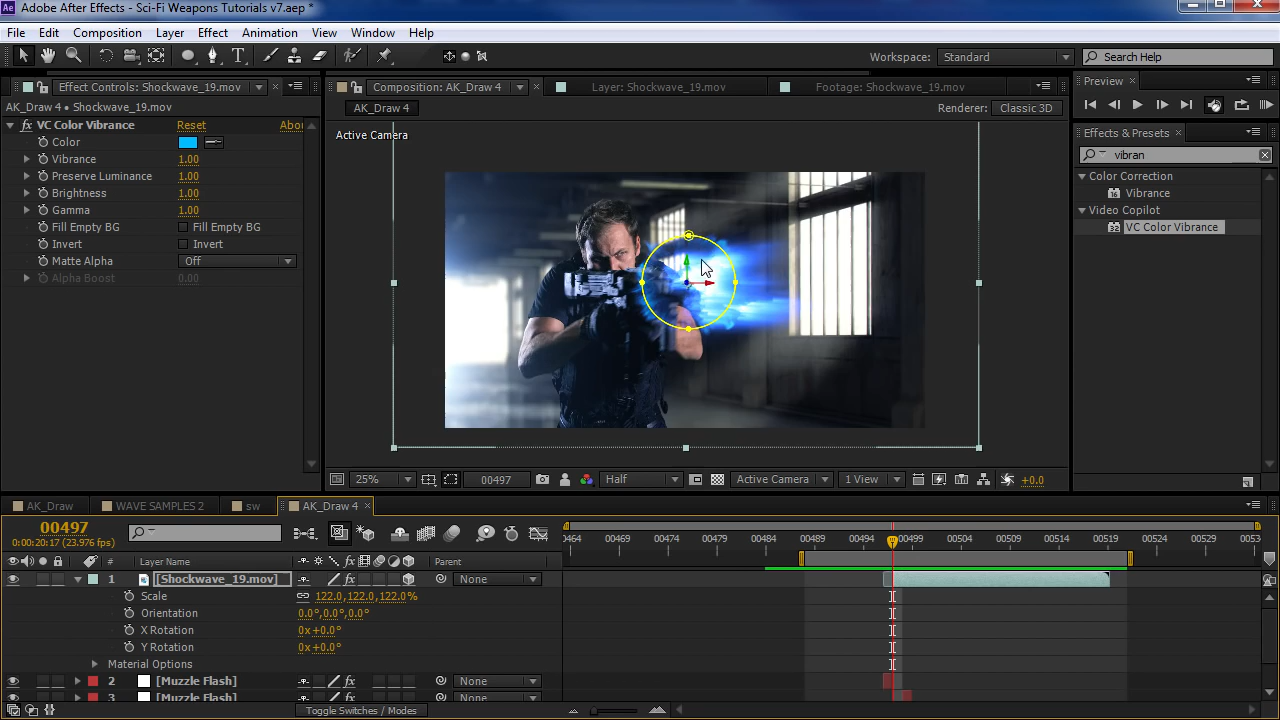 Ae Adobe After Effects - Sci-Fi Weapons Tutorials v7.aep *
File Edit Composition Layer Effect Animation View Window Help
Workspace: Standard Search Help
Effect Controls: Shockwave_19.mov
Composition: AK_Draw 4
Layer: Shockwave_19.mov
Footage: Shockwave_19.mov
Preview
AK_Draw 4 • Shockwave_19.mov
AK_Draw 4
Renderer: Classic 3D
fx VC Color Vibrance Reset Abou
Color
Vibrance 1.00
Preserve Luminance 1.00
Brightness 1.00
Gamma 1.00
Fill Empty BG Fill Empty BG
Invert Invert
Matte Alpha Off
Alpha Boost 0.00
Active Camera
Effects & Presets
vibran
Color Correction
16 Vibrance
Video Copilot
32 VC Color Vibrance
25% 00497 Half Active Camera 1 View +0.0
AK_Draw WAVE SAMPLES 2 sw AK_Draw 4
00497
0:00:20:17 (23.976 fps)
0464 00469 00474 00479 00484 00489 00494 00499 00504 00509 00514 00519 00524 00529 0053
# Layer Name fx Parent
1 [Shockwave_19.mov] fx None
Scale 122.0,122.0,122.0%
Orientation 0.0°,0.0°,0.0°
X Rotation 0x+0.0°
Y Rotation 0x+0.0°
Material Options
2 [Muzzle Flash] fx None
3 [Muzzle Flash] fx None
Toggle Switches / Modes